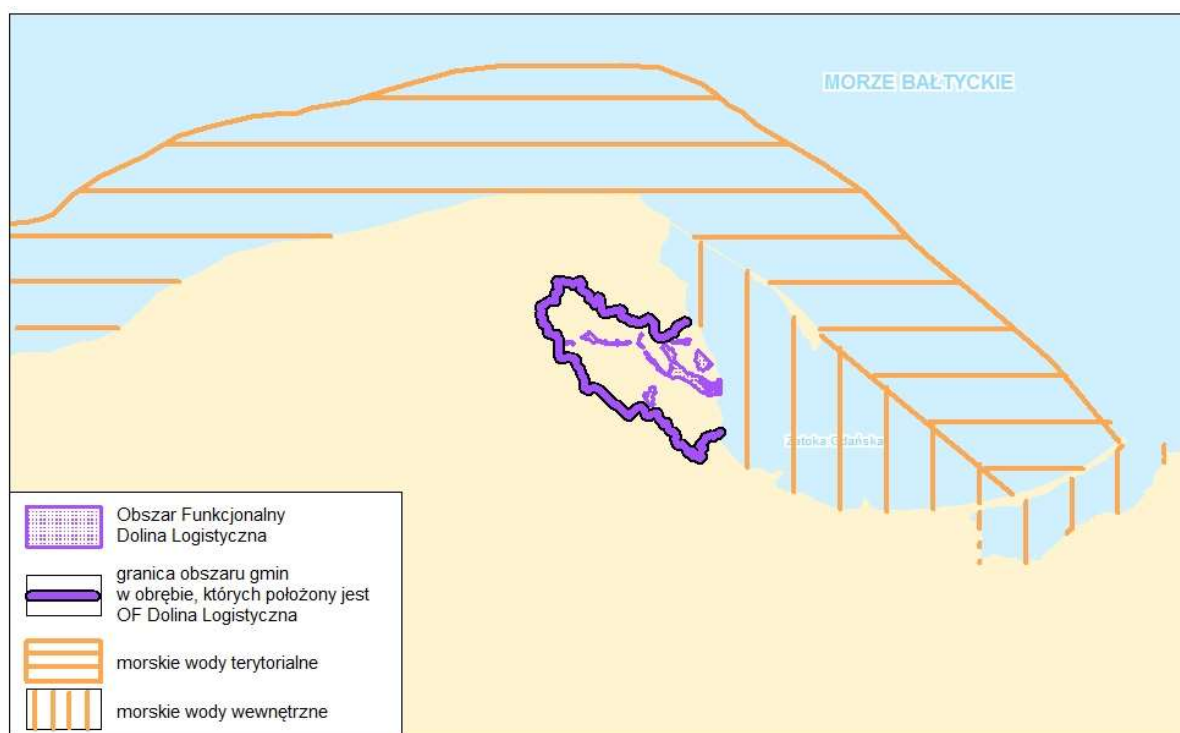 MORZE BAŁTYCKIE
Zatoka Gdańska
Obszar Funkcjonalny
Dolina Logistyczna
granica obszaru gmin
w obrębie, których położony jest
OF Dolina Logistyczna
morskie wody terytorialne
morskie wody wewnętrzne